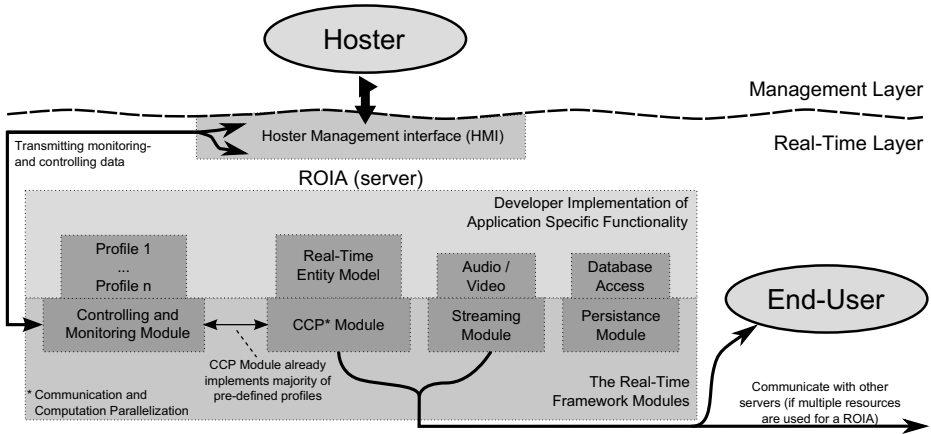 Hoster
Management Layer
Hoster Management interface (HMI)
Real-Time Layer
Transmitting monitoring-
and controlling data
ROIA (server)
Developer Implementation of
Application Specific Functionality
Profile 1
...
Profile n
Real-Time
Entity Model
Audio /
Video
Database
Access
Controlling and
Monitoring Module
CCP* Module
Streaming
Module
Persistance
Module
End-User
CCP Module already
implements majority of
pre-defined profiles
* Communication and
Computation Parallelization
The Real-Time
Framework Modules
Communicate with other
servers (if multiple resources
are used for a ROIA)